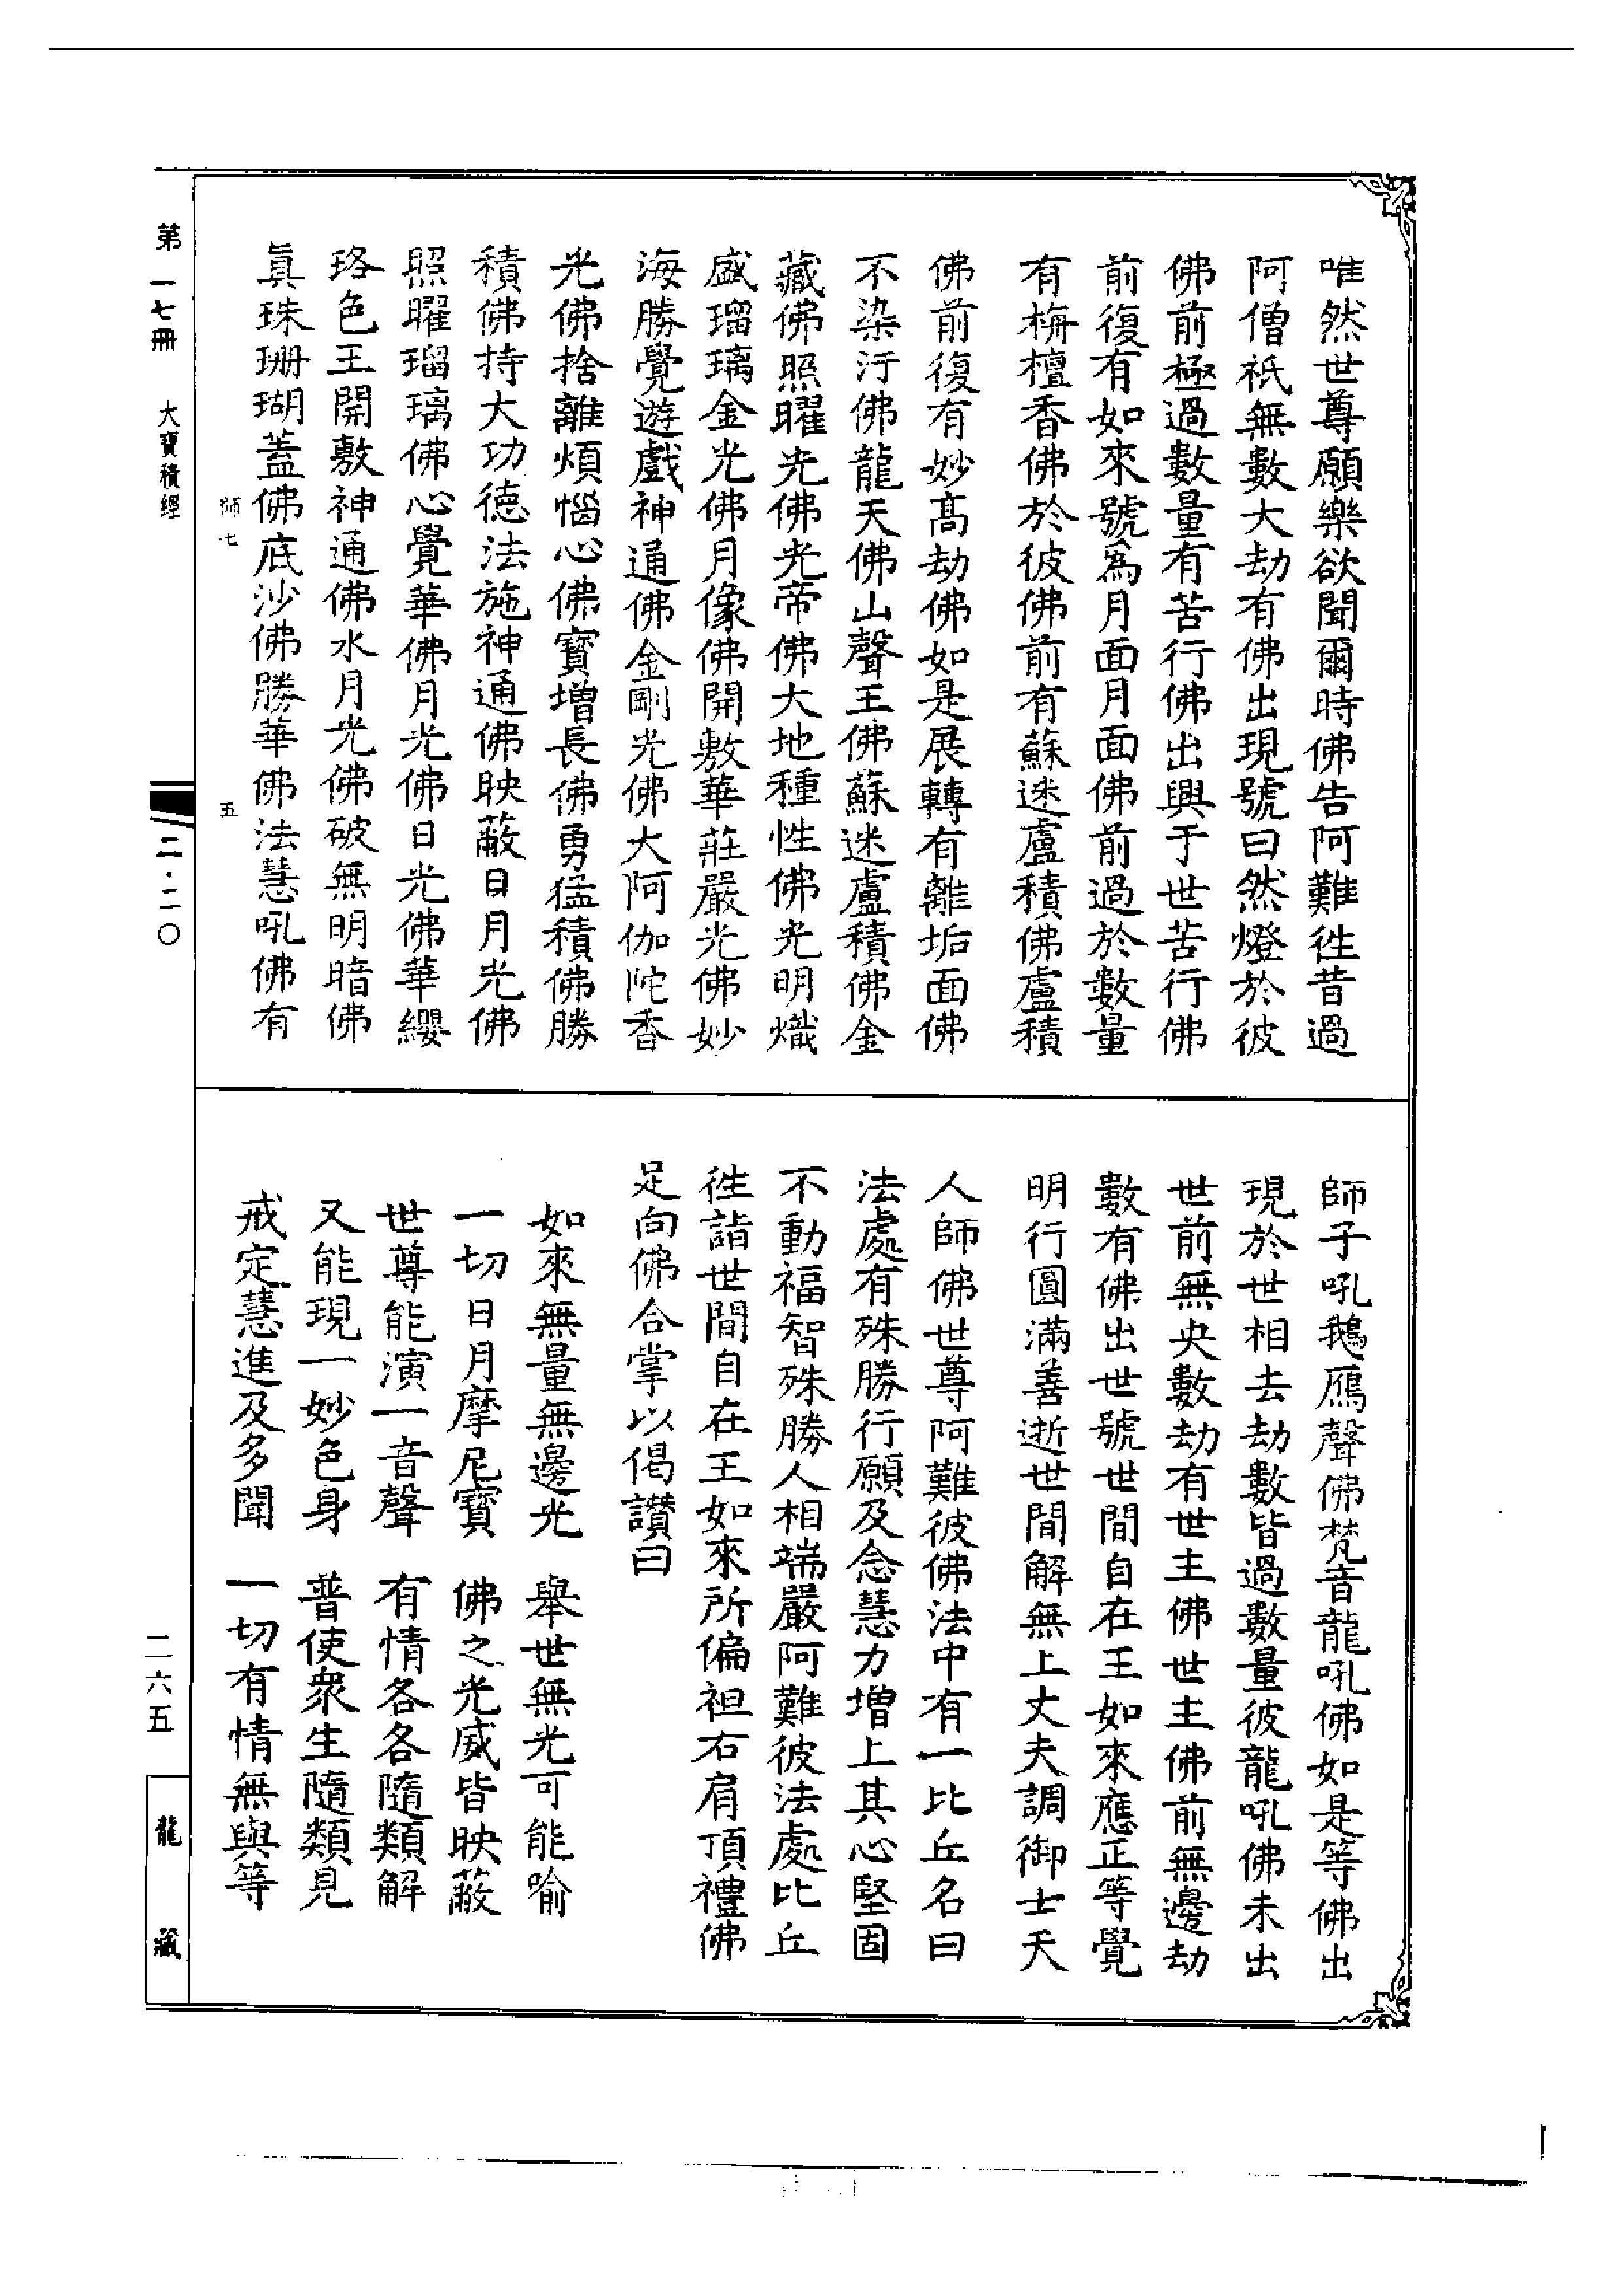 唯然世尊願樂欲聞爾時佛告阿難徃昔過
阿僧祇無數大劫有佛出現號曰然燈於彼
佛前極過數量有苦行佛出興于世苦行佛
前復有如來號為月面月面佛前過於數量
有栴檀香佛於彼佛前有蘇迷盧積佛盧積
佛前復有妙高劫佛如是展轉有離垢面佛
不染汙佛龍天佛山聲王佛蘇迷盧積佛金
藏佛照曜光佛光帝佛大地種性佛光明熾
盛瑠璃金光佛月像佛開敷華莊嚴光佛妙
海勝覺遊戲神通佛金剛光佛大阿伽陀香
光佛捨離煩惱心佛寶增長佛勇猛積佛勝
積佛持大功德法施神通佛映蔽日月光佛
照曜瑠璃佛心覺華佛月光佛日光佛華纓
珞色王開敷神通佛水月光佛破無明暗佛
真珠珊瑚蓋佛底沙佛勝華佛法慧吼佛有
師七
五
師子吼鵝鴈聲佛梵音龍吼佛如是等佛出
現於世相去劫數皆過數量彼龍吼佛未出
世前無央數劫有世主佛世主佛前無邊劫
數有佛出世號世間自在王如來應正等覺
明行圓滿善逝世間解無上丈夫調御士天
人師佛世尊阿難彼佛法中有一比丘名曰
法處有殊勝行願及念慧力增上其心堅固
不動福智殊勝人相端嚴阿難彼法處比丘
徃詣世間自在王如來所偏袒右肩頂禮佛
足向佛合掌以偈讚曰
如來無量無邊光 舉世無光可能喻
一切日月摩尼寶 佛之光威皆映蔽
世尊能演一音聲 有情各各隨類解
又能現一妙色身 普使眾生隨類見
戒定慧進及多聞 一切有情無與等
第一七冊 大寶積經
二·二〇
二六五
龍藏